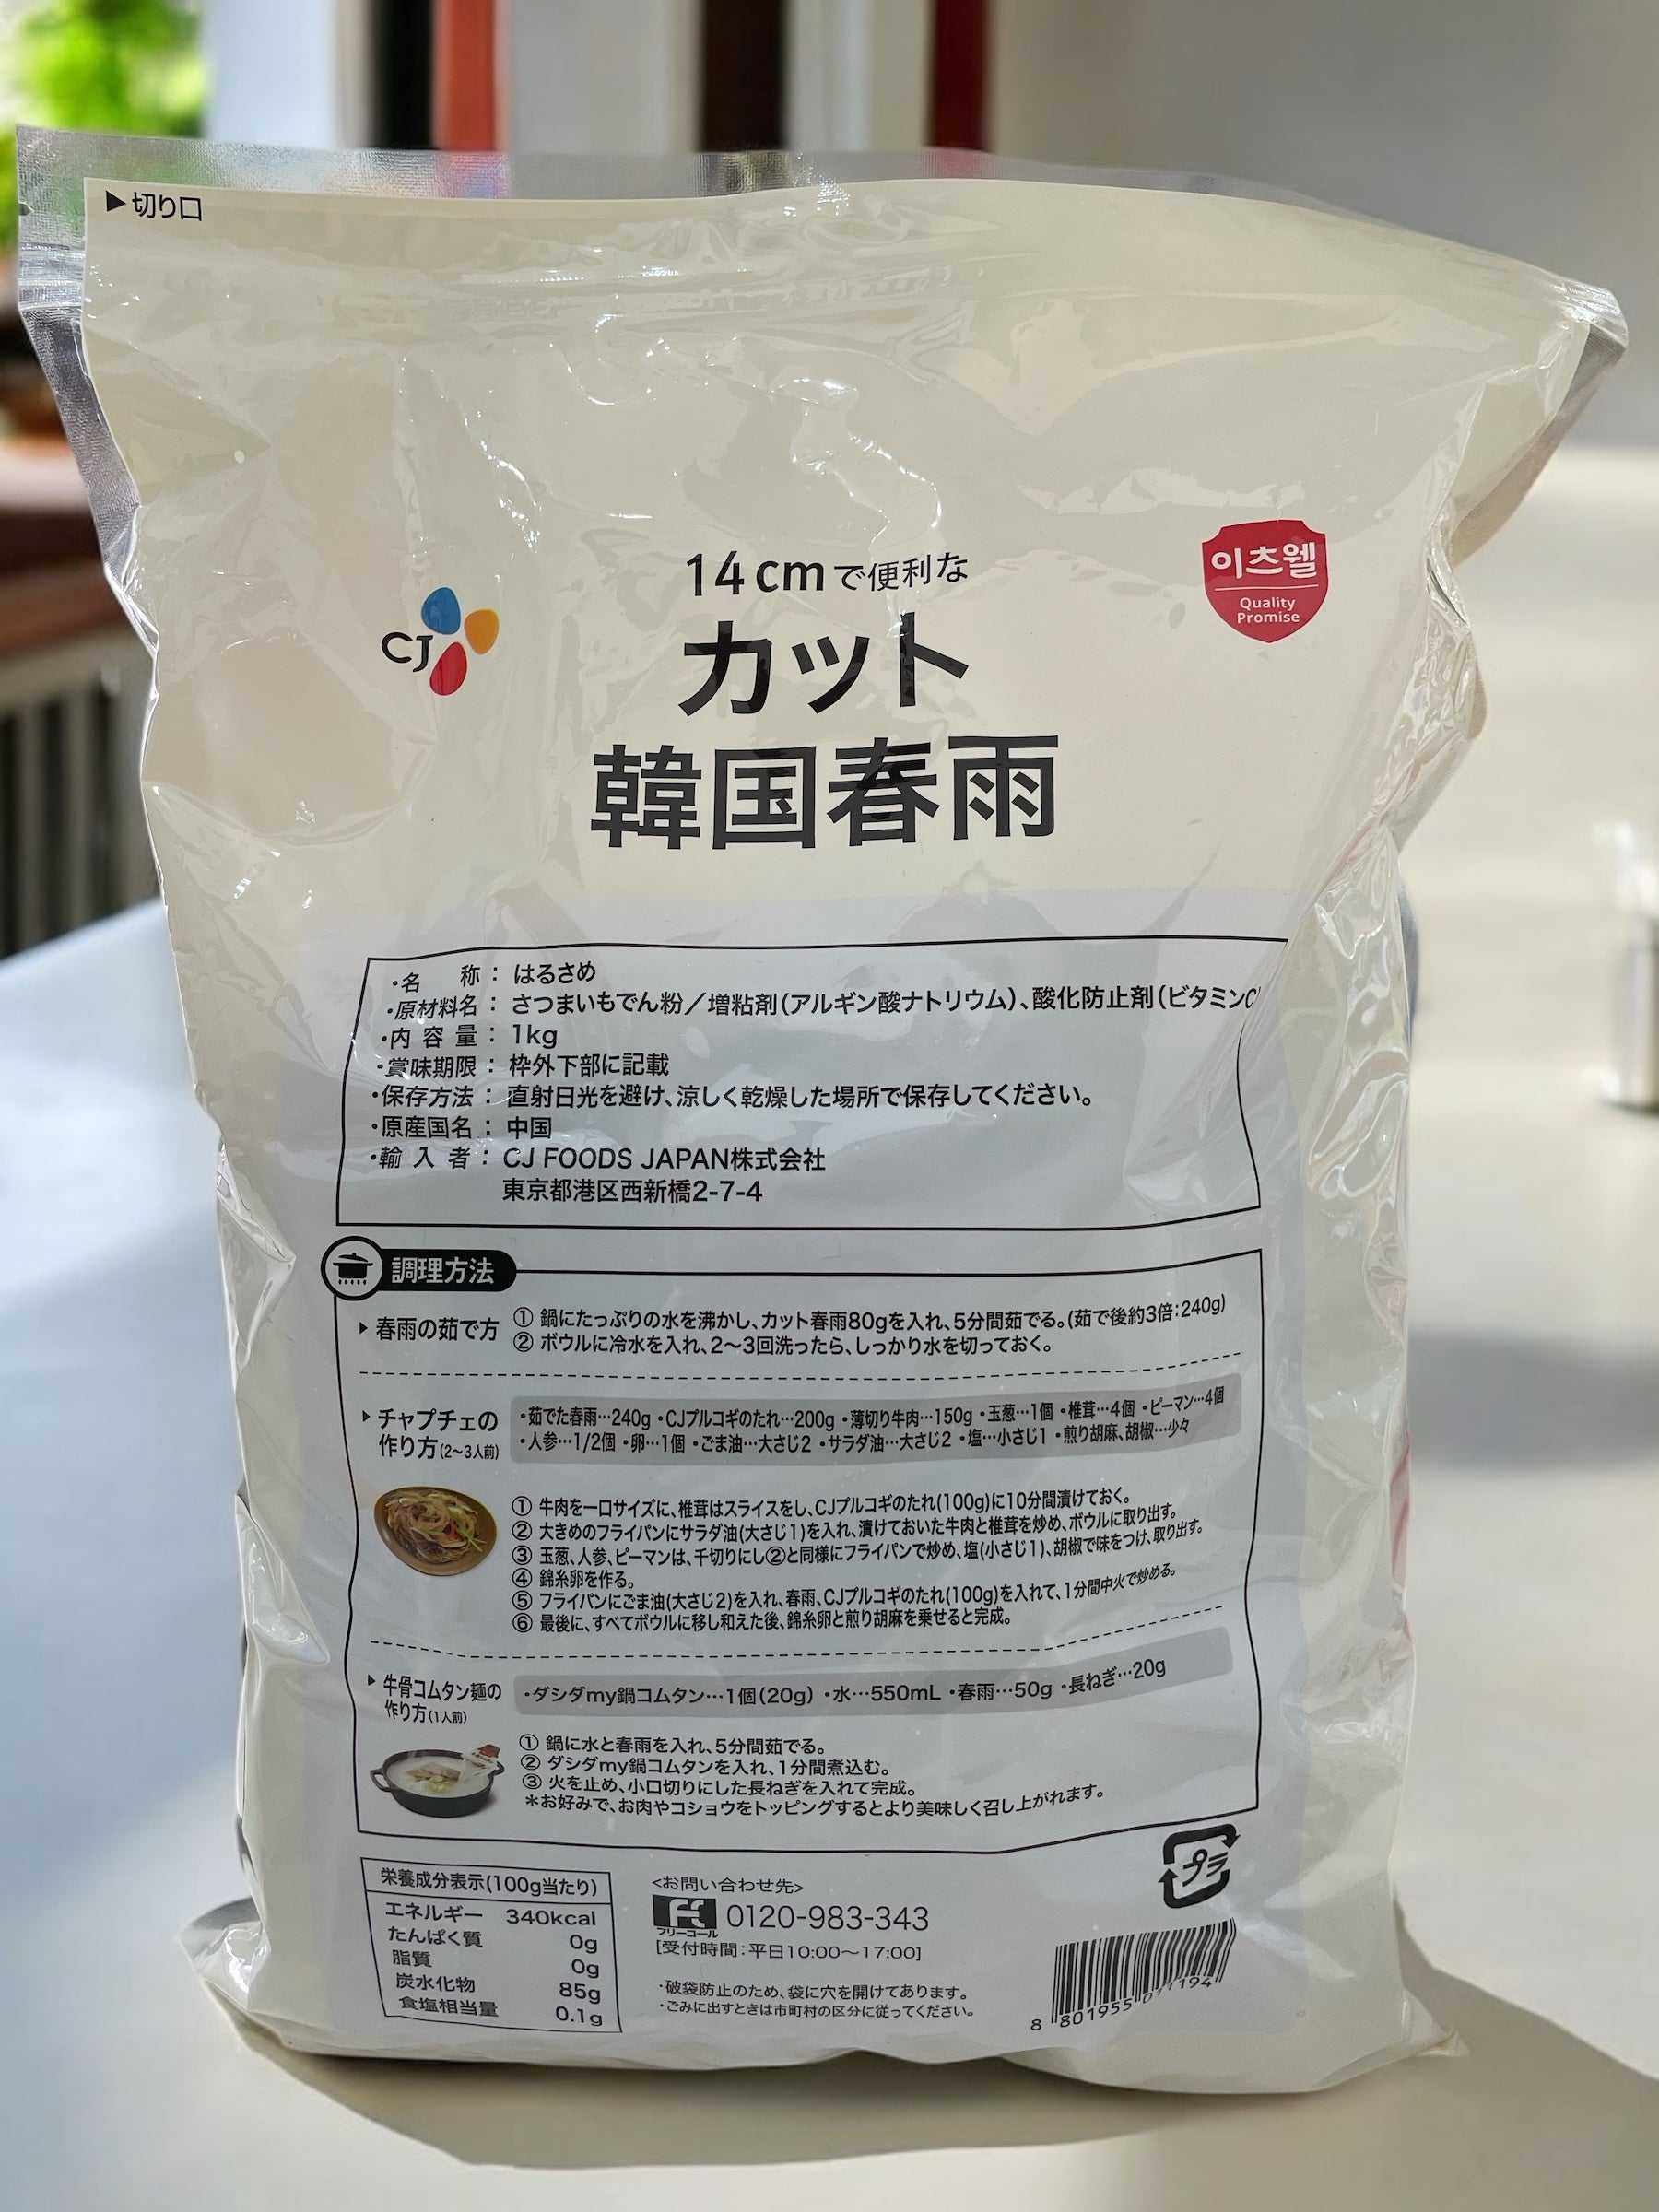 ▶切り口
14cmで便利な
カット
韓国春雨
CJ
이츠웰
Quality
Promise
・名 称：はるさめ
・原材料名：さつまいもでん粉／増粘剤（アルギン酸ナトリウム）、酸化防止剤（ビタミンC
・内容量：1kg
・賞味期限：枠外下部に記載
・保存方法：直射日光を避け、涼しく乾燥した場所で保存してください。
・原産国名：中国
・輸入者：CJ FOODS JAPAN株式会社
東京都港区西新橋2-7-4
調理方法
▶春雨の茹で方
① 鍋にたっぷりの水を沸かし、カット春雨80gを入れ、5分間茹でる。(茹で後約3倍:240g)
② ボウルに冷水を入れ、2～3回洗ったら、しっかり水を切っておく。
▶チャプチェの
作り方(2～3人前)
・茹でた春雨…240g ・CJプルコギのたれ…200g ・薄切り牛肉…150g ・玉葱…1個 ・椎茸…4個 ・ピーマン…4個
・人参…1/2個 ・卵…1個 ・ごま油…大さじ2 ・サラダ油…大さじ2 ・塩…小さじ1 ・煎り胡麻、胡椒…少々
① 牛肉を一口サイズに、椎茸はスライスをし、CJプルコギのたれ(100g)に10分間漬けておく。
② 大きめのフライパンにサラダ油(大さじ1)を入れ、漬けておいた牛肉と椎茸を炒め、ボウルに取り出す。
③ 玉葱、人参、ピーマンは、千切りにし②と同様にフライパンで炒め、塩(小さじ1)、胡椒で味をつけ、取り出す。
④ 錦糸卵を作る。
⑤ フライパンにごま油(大さじ2)を入れ、春雨、CJプルコギのたれ(100g)を入れて、1分間中火で炒める。
⑥ 最後に、すべてボウルに移し和えた後、錦糸卵と煎り胡麻を乗せると完成。
▶牛骨コムタン麺の
作り方(1人前)
・ダシダmy鍋コムタン…1個(20g) ・水…550mL ・春雨…50g ・長ねぎ…20g
① 鍋に水と春雨を入れ、5分間茹でる。
② ダシダmy鍋コムタンを入れ、1分間煮込む。
③ 火を止め、小口切りにした長ねぎを入れて完成。
＊お好みで、お肉やコショウをトッピングするとより美味しく召し上がれます。
栄養成分表示(100g当たり)
エネルギー 340kcal
たんぱく質 0g
脂質 0g
炭水化物 85g
食塩相当量 0.1g
<お問い合わせ先>
フリーコール
0120-983-343
[受付時間:平日10:00～17:00]
・破袋防止のため、袋に穴を開けてあります。
・ごみに出すときは市町村の区分に従ってください。
プラ